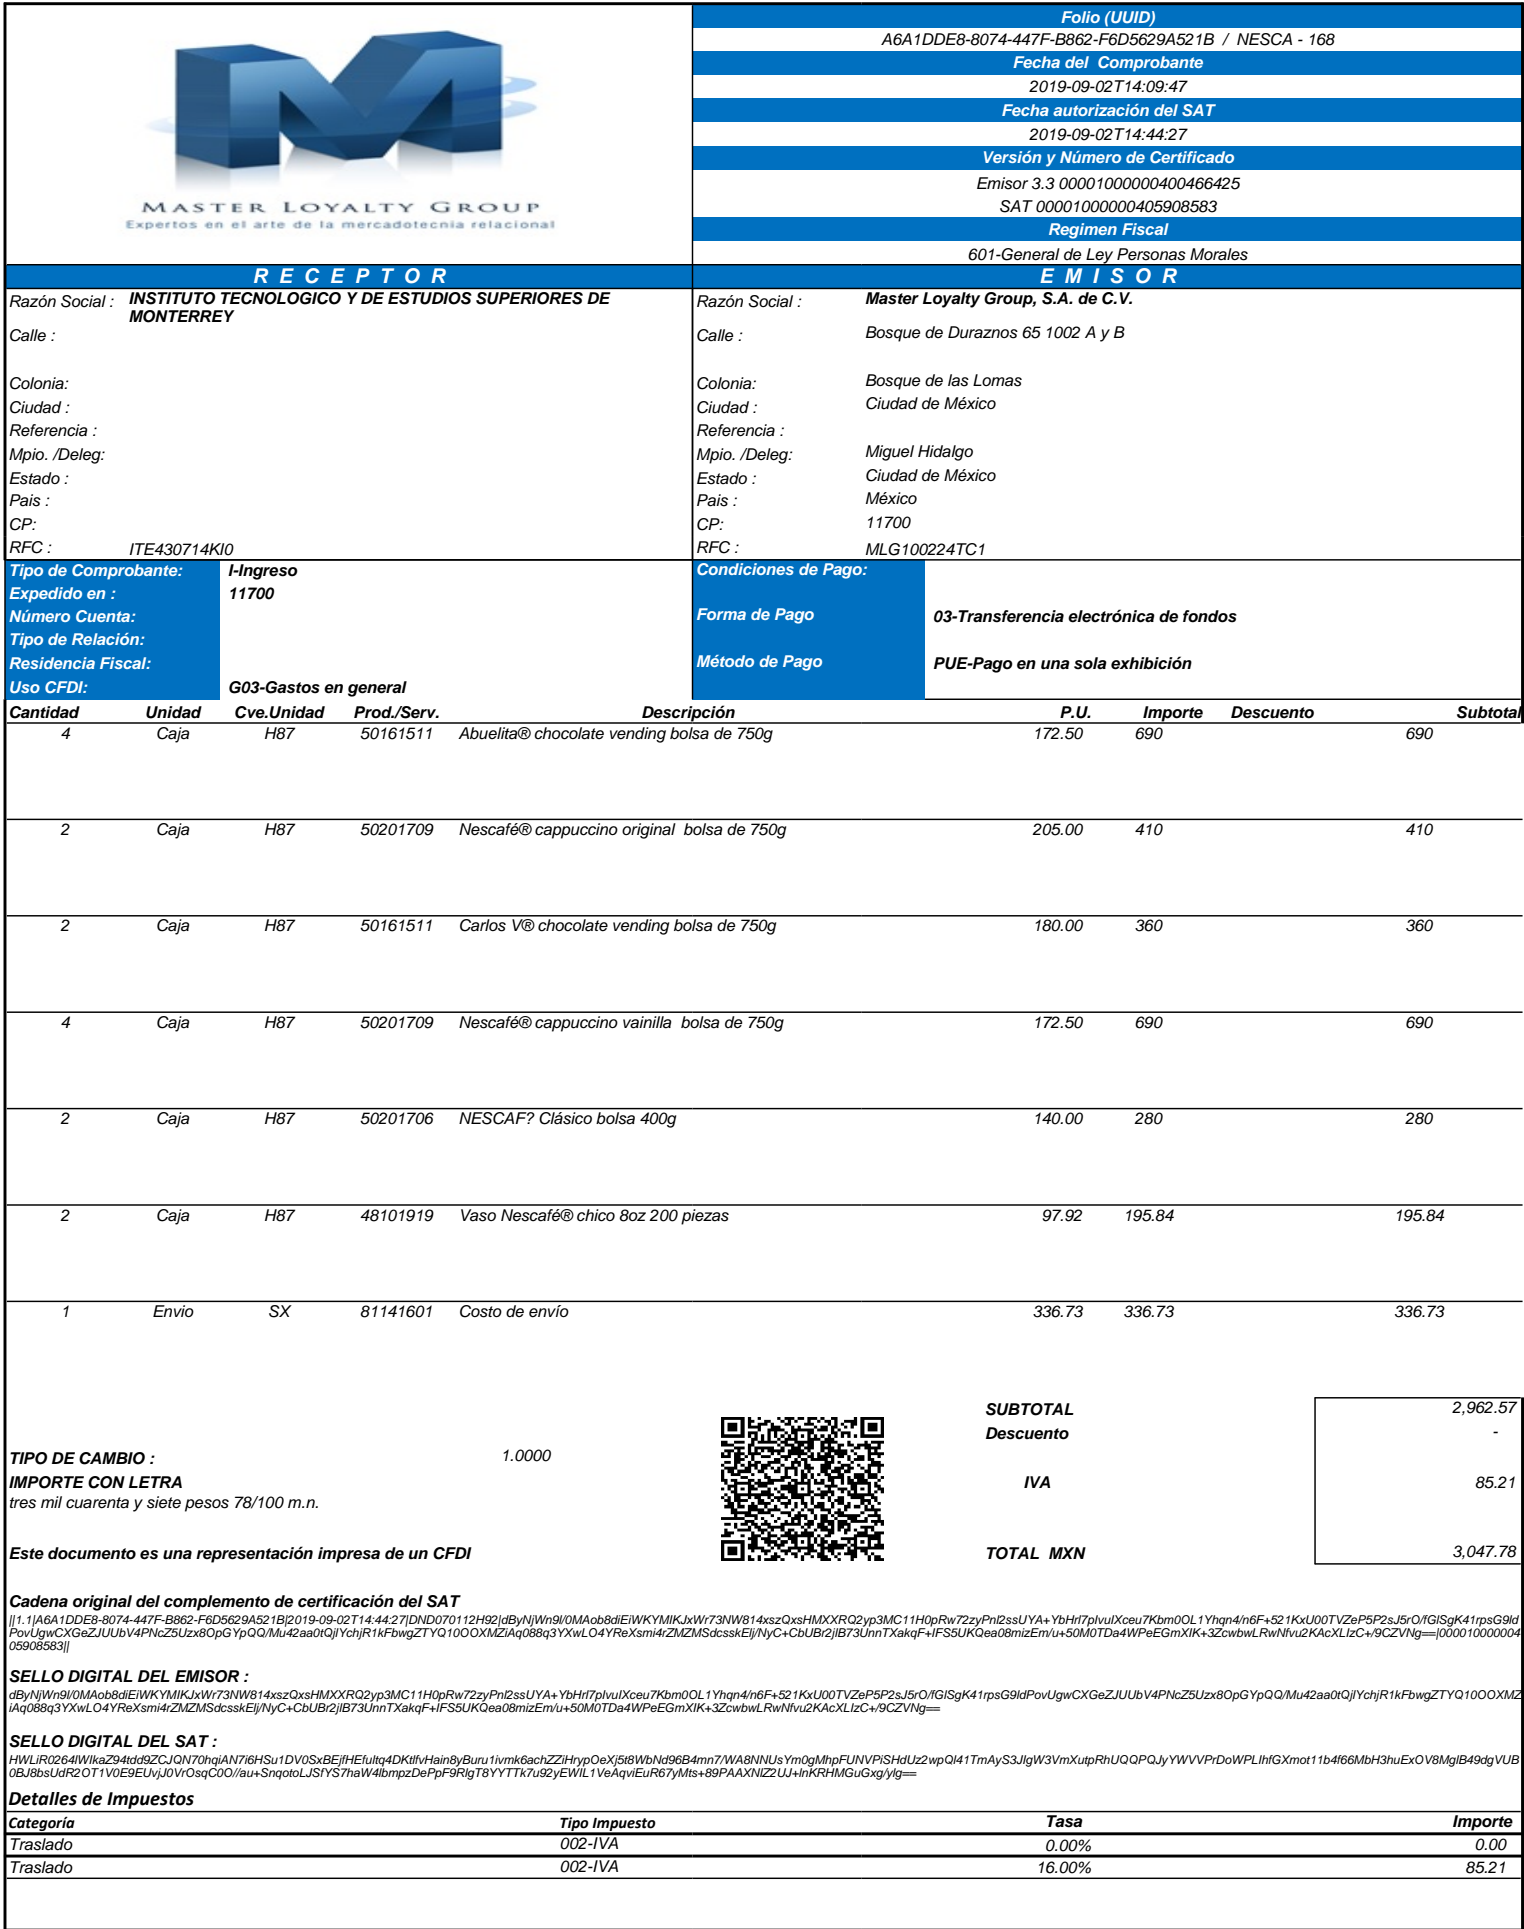 MASTER LOYALTY GROUP
Expertos en el arte de la mercadotecnia relacional
Folio (UUID)
A6A1DDE8-8074-447F-B862-F6D5629A521B / NESCA - 168
Fecha del Comprobante
2019-09-02T14:09:47
Fecha autorización del SAT
2019-09-02T14:44:27
Versión y Número de Certificado
Emisor 3.3 00001000000400466425
SAT 00001000000405908583
Regimen Fiscal
601-General de Ley Personas Morales
RECEPTOR
Razón Social : INSTITUTO TECNOLOGICO Y DE ESTUDIOS SUPERIORES DE
MONTERREY
Calle :
Colonia:
Ciudad :
Referencia :
Mpio. /Deleg:
Estado :
Pais :
CP:
RFC : ITE430714KI0
EMISOR
Razón Social : Master Loyalty Group, S.A. de C.V.
Calle : Bosque de Duraznos 65 1002 A y B
Colonia: Bosque de las Lomas
Ciudad : Ciudad de México
Referencia :
Mpio. /Deleg: Miguel Hidalgo
Estado : Ciudad de México
Pais : México
CP: 11700
RFC : MLG100224TC1
Tipo de Comprobante: I-Ingreso
Expedido en : 11700
Número Cuenta:
Tipo de Relación:
Residencia Fiscal:
Uso CFDI: G03-Gastos en general
Condiciones de Pago:
Forma de Pago 03-Transferencia electrónica de fondos
Método de Pago PUE-Pago en una sola exhibición
Cantidad Unidad Cve.Unidad Prod./Serv. Descripción P.U. Importe Descuento Subtotal
4 Caja H87 50161511 Abuelita® chocolate vending bolsa de 750g 172.50 690 690
2 Caja H87 50201709 Nescafé® cappuccino original bolsa de 750g 205.00 410 410
2 Caja H87 50161511 Carlos V® chocolate vending bolsa de 750g 180.00 360 360
4 Caja H87 50201709 Nescafé® cappuccino vainilla bolsa de 750g 172.50 690 690
2 Caja H87 50201706 NESCAF? Clásico bolsa 400g 140.00 280 280
2 Caja H87 48101919 Vaso Nescafé® chico 8oz 200 piezas 97.92 195.84 195.84
1 Envio SX 81141601 Costo de envío 336.73 336.73 336.73
SUBTOTAL 2,962.57
Descuento -
TIPO DE CAMBIO : 1.0000
IMPORTE CON LETRA
tres mil cuarenta y siete pesos 78/100 m.n.
IVA 85.21
Este documento es una representación impresa de un CFDI
TOTAL MXN 3,047.78
Cadena original del complemento de certificación del SAT
SELLO DIGITAL DEL EMISOR :
SELLO DIGITAL DEL SAT :
Detalles de Impuestos
Categoría Tipo Impuesto Tasa Importe
Traslado 002-IVA 0.00% 0.00
Traslado 002-IVA 16.00% 85.21